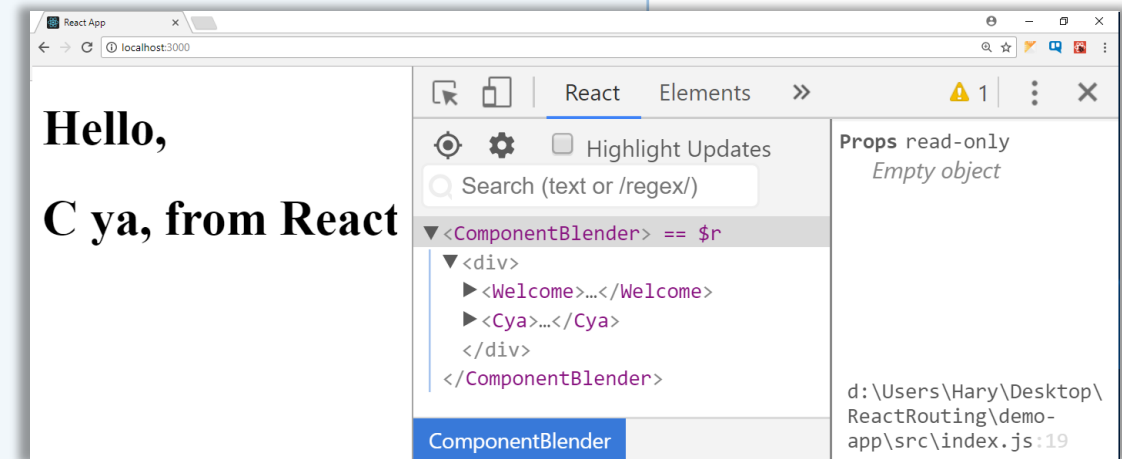 React App
localhost:3000
Hello,
C ya, from React
React Elements » 1
Highlight Updates
Search (text or /regex/)
▼<ComponentBlender> == $r
▼<div>
▶<Welcome>…</Welcome>
▶<Cya>…</Cya>
</div>
</ComponentBlender>
ComponentBlender
Props read-only
Empty object
d:\Users\Hary\Desktop\
ReactRouting\demo-
app\src\index.js:19